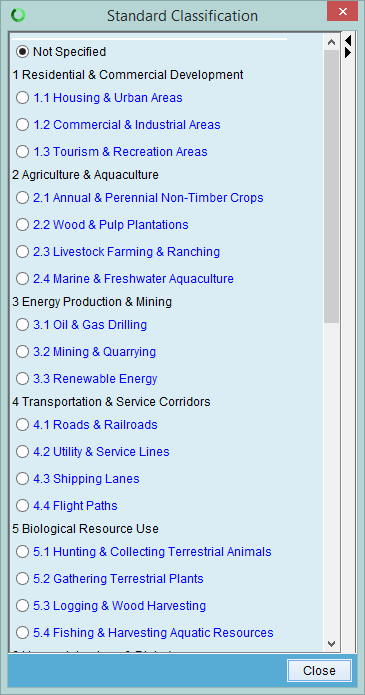 Standard Classification
Not Specified
1 Residential & Commercial Development
1.1 Housing & Urban Areas
1.2 Commercial & Industrial Areas
1.3 Tourism & Recreation Areas
2 Agriculture & Aquaculture
2.1 Annual & Perennial Non-Timber Crops
2.2 Wood & Pulp Plantations
2.3 Livestock Farming & Ranching
2.4 Marine & Freshwater Aquaculture
3 Energy Production & Mining
3.1 Oil & Gas Drilling
3.2 Mining & Quarrying
3.3 Renewable Energy
4 Transportation & Service Corridors
4.1 Roads & Railroads
4.2 Utility & Service Lines
4.3 Shipping Lanes
4.4 Flight Paths
5 Biological Resource Use
5.1 Hunting & Collecting Terrestrial Animals
5.2 Gathering Terrestrial Plants
5.3 Logging & Wood Harvesting
5.4 Fishing & Harvesting Aquatic Resources
Close